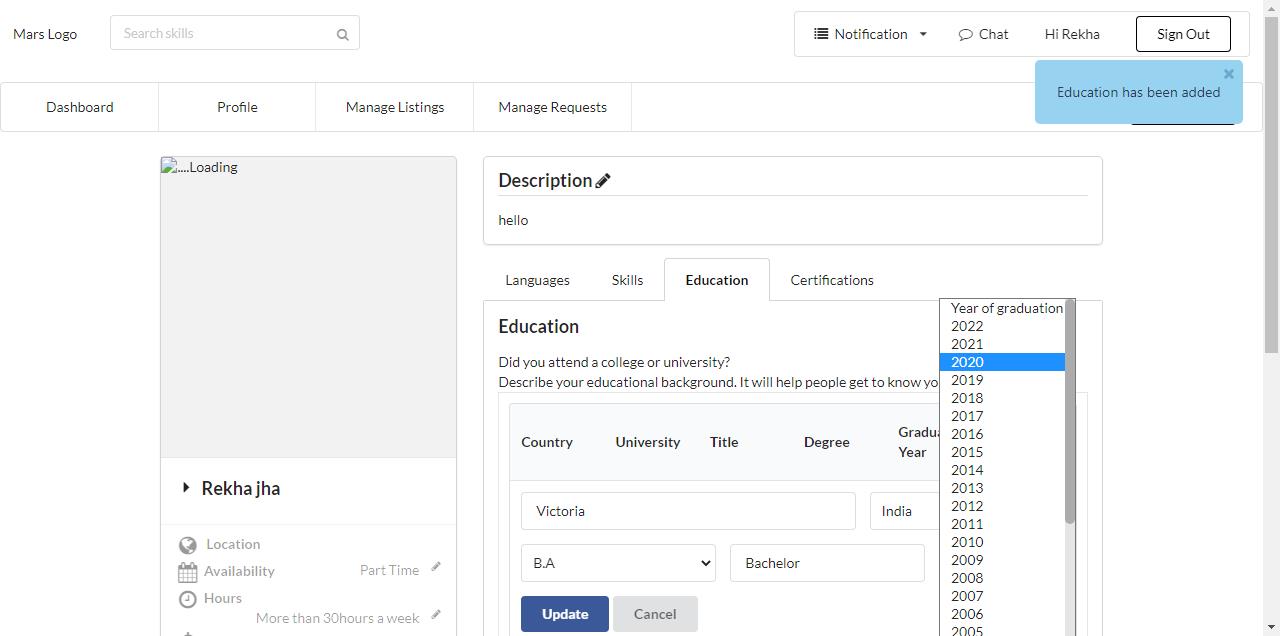 Mars Logo
Search skills
Notification
Chat
Hi Rekha
Sign Out
Education has been added
Dashboard
Profile
Manage Listings
Manage Requests
....Loading
Description
hello
Languages
Skills
Education
Certifications
Education
Did you attend a college or university?
Describe your educational background. It will help people get to know yo
Country
University
Title
Degree
Gradua
Year
Victoria
India
B.A
Bachelor
Update
Cancel
Year of graduation
2022
2021
2020
2019
2018
2017
2016
2015
2014
2013
2012
2011
2010
2009
2008
2007
2006
2005
Rekha jha
Location
Availability
Part Time
Hours
More than 30hours a week